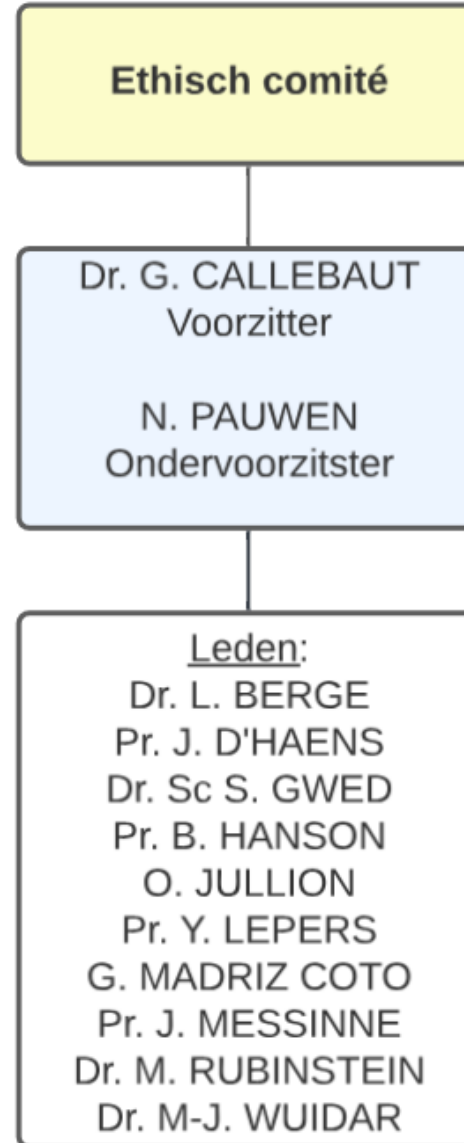 Ethisch comité
Dr. G. CALLEBAUT
Voorzitter
N. PAUWEN
Ondervoorzitster
Leden:
Dr. L. BERGE
Pr. J. D'HAENS
Dr. Sc S. GWED
Pr. B. HANSON
O. JULLION
Pr. Y. LEPERS
G. MADRIZ COTO
Pr. J. MESSINNE
Dr. M. RUBINSTEIN
Dr. M-J. WUIDAR